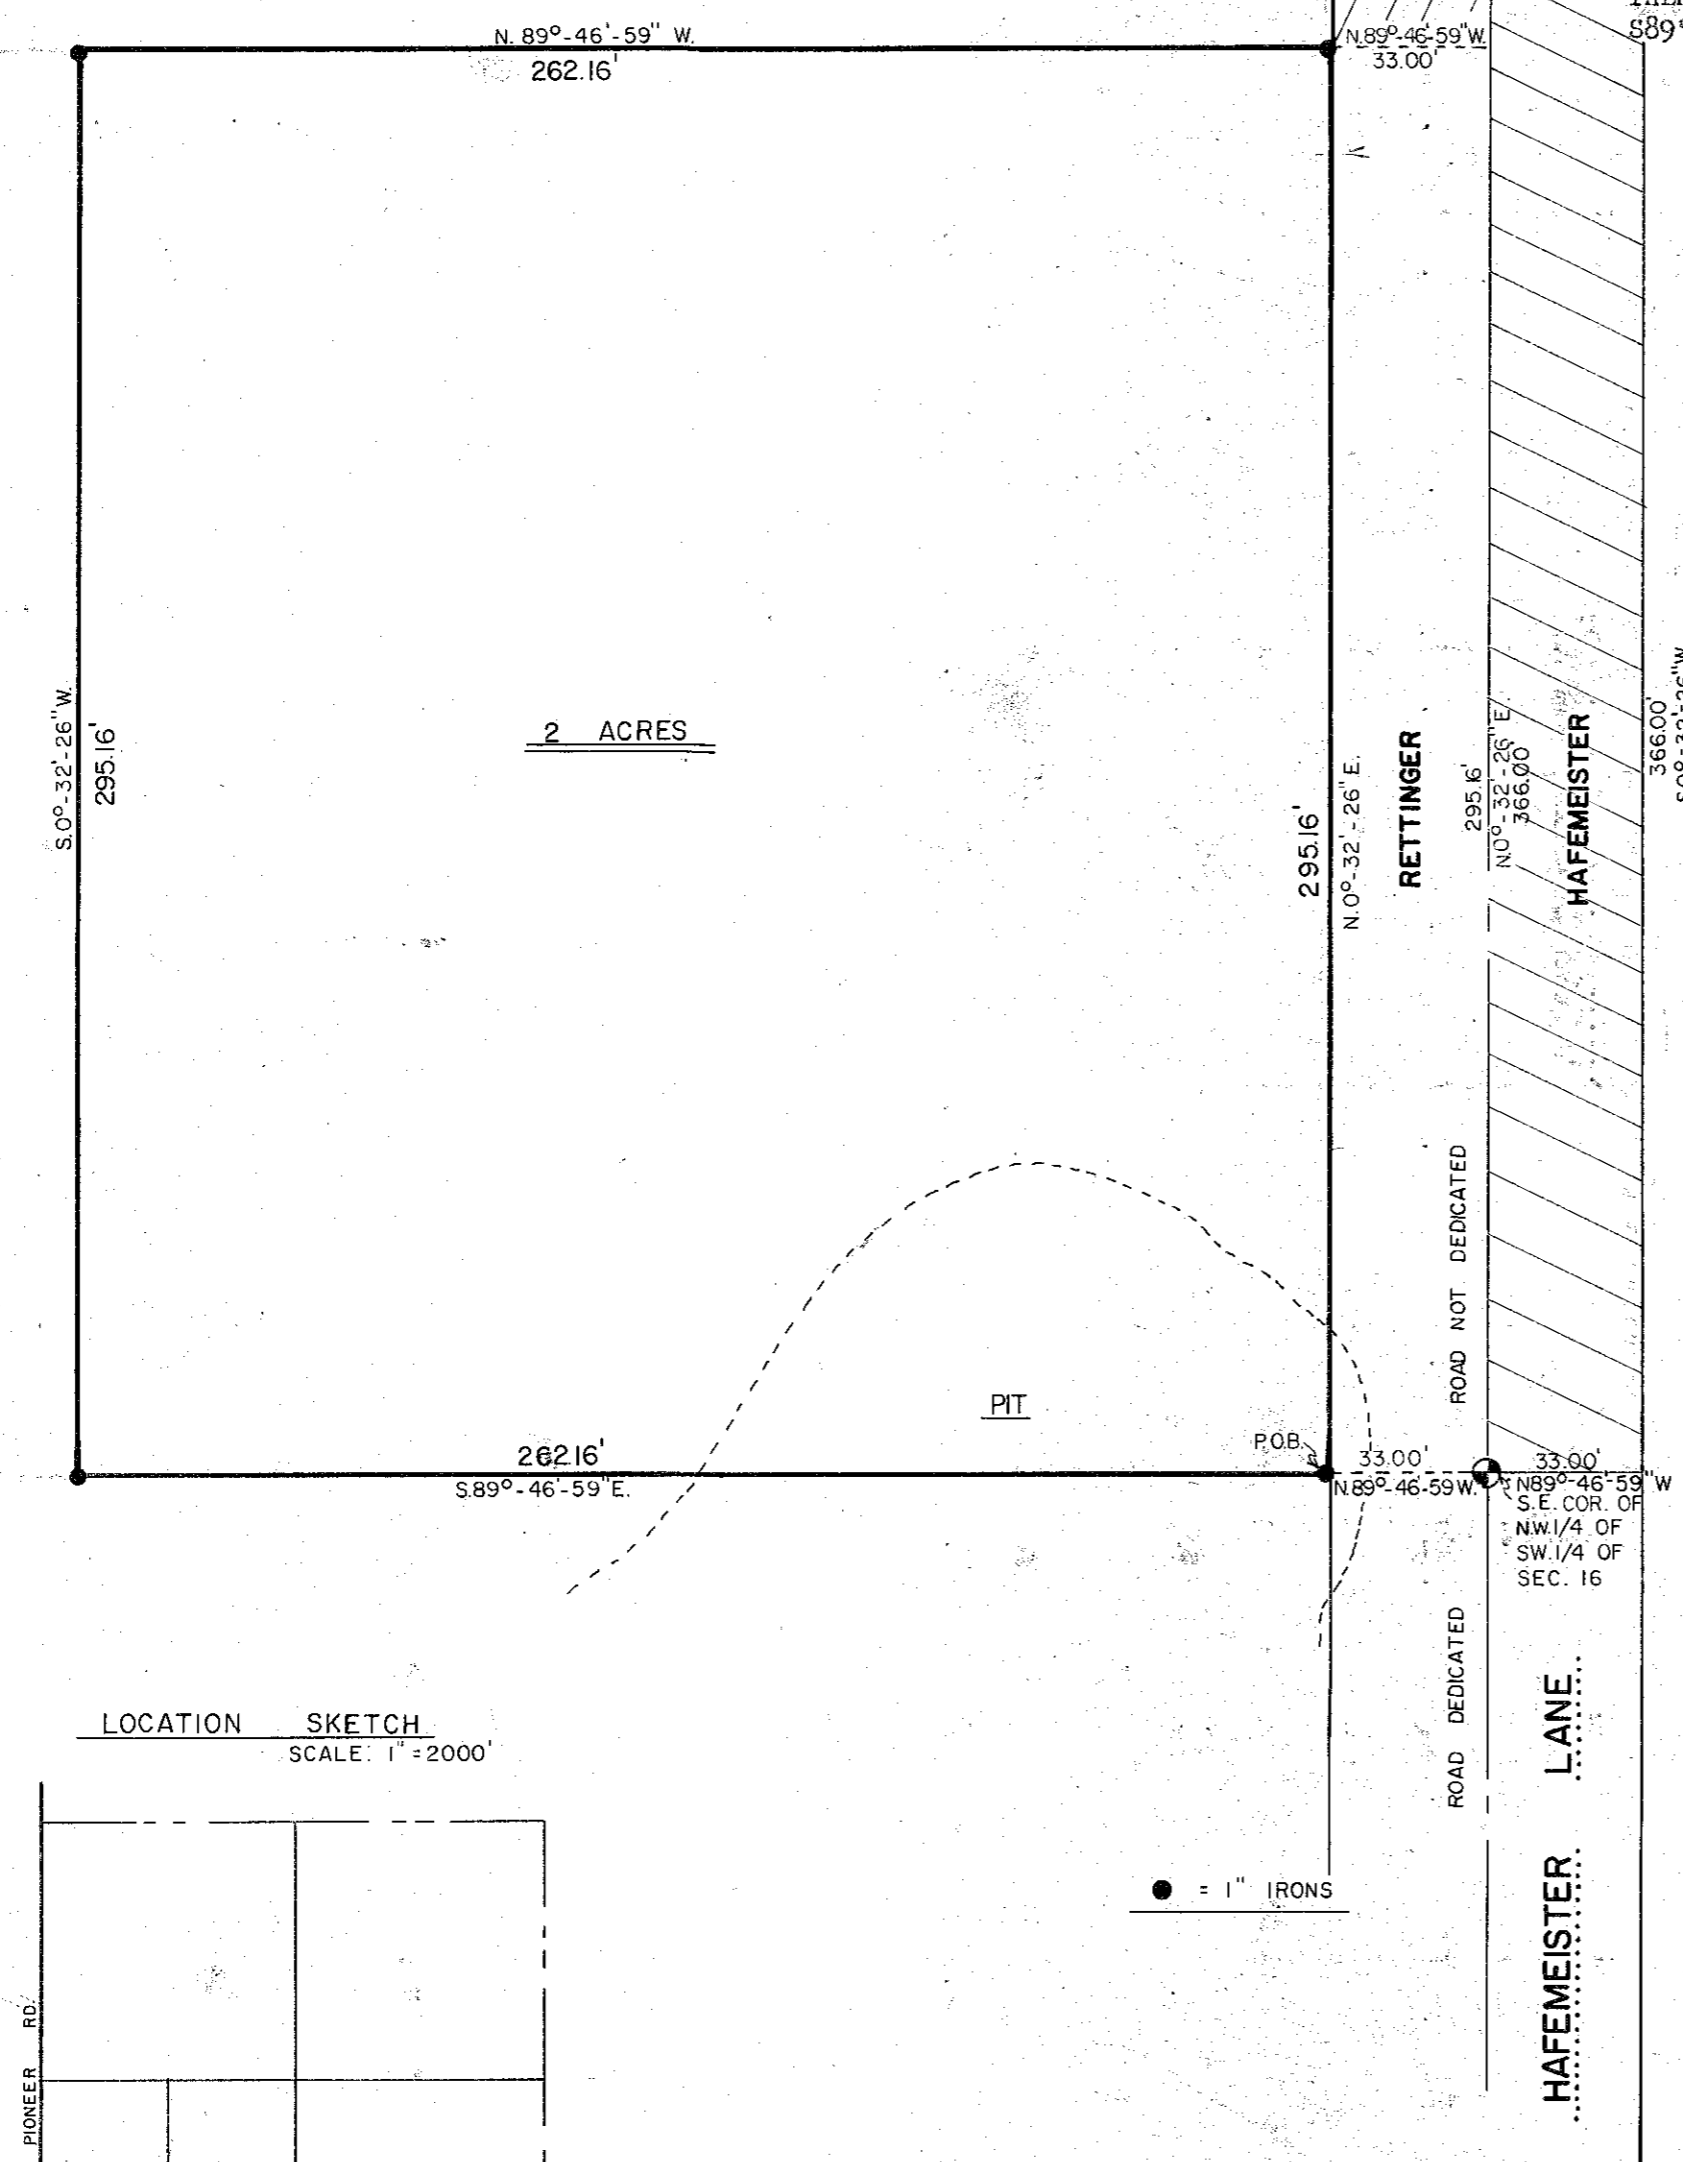 S89°
N. 89°-46'-59" W.
262.16'
N.89°-46'-59"W.
33.00'
S.0°-32'-26" W.
295.16'
2 ACRES
295.16'
N.0°-32'-26" E.
RETTINGER
295.16'
N.0°-32'-26" E.
366.00
HAFEMEISTER
366.00'
S0°-32'-26"W
ROAD NOT DEDICATED
PIT
P.O.B.
262.16'
S.89°-46'-59"E.
33.00'
N.89°-46'-59W.
33.00'
N89°-46'-59"W
S.E. COR. OF
N.W.1/4 OF
SW.1/4 OF
SEC. 16
ROAD DEDICATED
HAFEMEISTER LANE
LOCATION SKETCH
SCALE: 1"=2000'
= 1" IRONS
PIONEER RD.